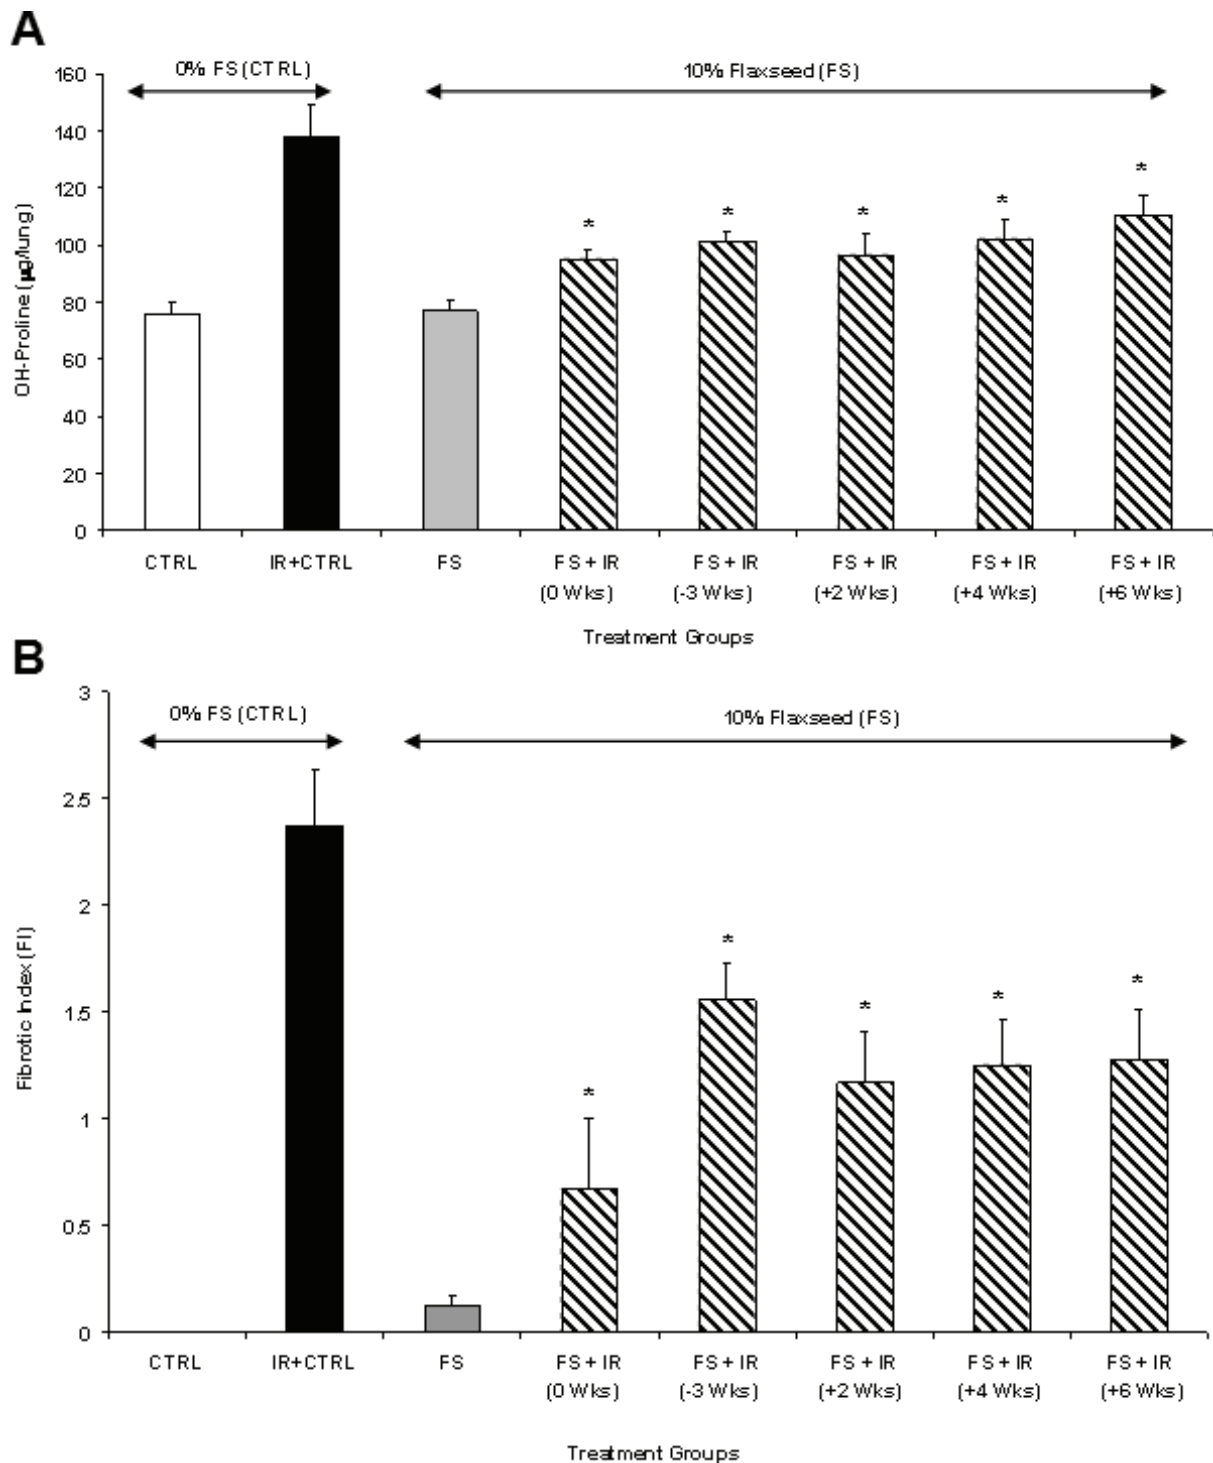 A
0% FS (CTRL)
10% Flaxseed (FS)
160
140
120
100
80
60
40
20
0
OH-Proline (µg/lung)
*
*
*
*
*
CTRL
IR+CTRL
FS
FS + IR
(0 Wks)
FS + IR
(-3 Wks)
FS + IR
(+2 Wks)
FS + IR
(+4 Wks)
FS + IR
(+6 Wks)
Treatment Groups
B
0% FS (CTRL)
10% Flaxseed (FS)
3
2.5
2
1.5
1
0.5
0
Fibrotic Index (FI)
*
*
*
*
*
CTRL
IR+CTRL
FS
FS + IR
(0 Wks)
FS + IR
(-3 Wks)
FS + IR
(+2 Wks)
FS + IR
(+4 Wks)
FS + IR
(+6 Wks)
Treatment Groups